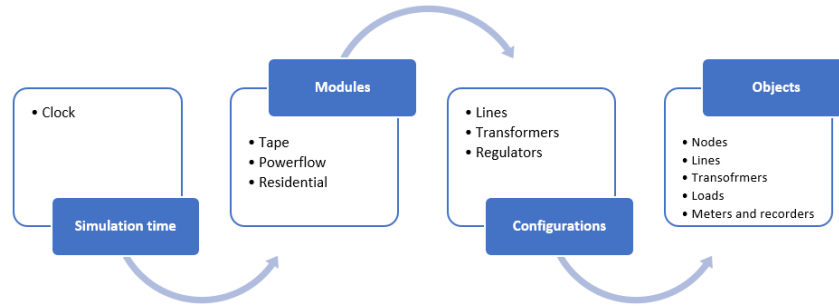 • Clock
Simulation time
Modules
• Tape
• Powerflow
• Residential
• Lines
• Transformers
• Regulators
Configurations
Objects
• Nodes
• Lines
• Transofrmers
• Loads
• Meters and recorders